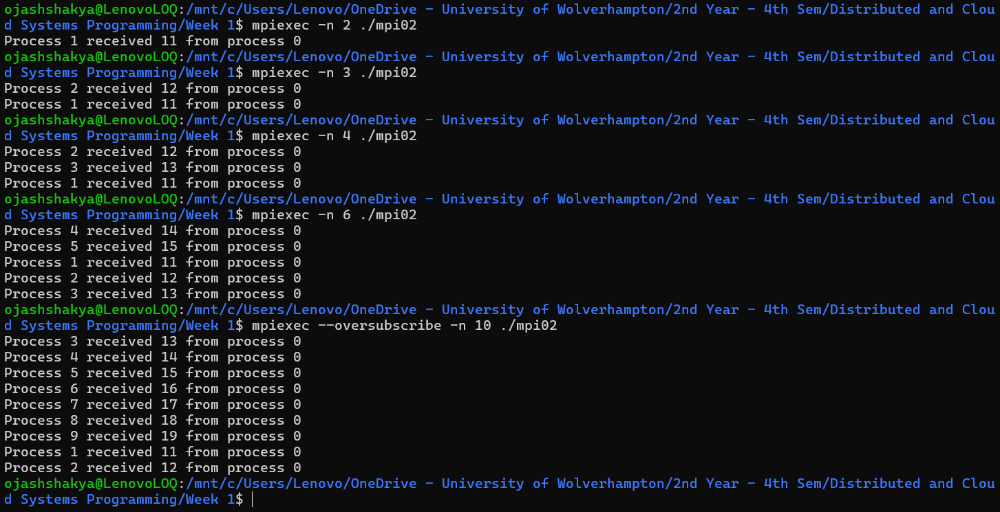 ojashshakya@LenovoLOQ:/mnt/c/Users/Lenovo/OneDrive - University of Wolverhampton/2nd Year - 4th Sem/Distributed and Clou
d Systems Programming/Week 1$ mpiexec -n 2 ./mpi02
Process 1 received 11 from process 0
ojashshakya@LenovoLOQ:/mnt/c/Users/Lenovo/OneDrive - University of Wolverhampton/2nd Year - 4th Sem/Distributed and Clou
d Systems Programming/Week 1$ mpiexec -n 3 ./mpi02
Process 2 received 12 from process 0
Process 1 received 11 from process 0
ojashshakya@LenovoLOQ:/mnt/c/Users/Lenovo/OneDrive - University of Wolverhampton/2nd Year - 4th Sem/Distributed and Clou
d Systems Programming/Week 1$ mpiexec -n 4 ./mpi02
Process 2 received 12 from process 0
Process 3 received 13 from process 0
Process 1 received 11 from process 0
ojashshakya@LenovoLOQ:/mnt/c/Users/Lenovo/OneDrive - University of Wolverhampton/2nd Year - 4th Sem/Distributed and Clou
d Systems Programming/Week 1$ mpiexec -n 6 ./mpi02
Process 4 received 14 from process 0
Process 5 received 15 from process 0
Process 1 received 11 from process 0
Process 2 received 12 from process 0
Process 3 received 13 from process 0
ojashshakya@LenovoLOQ:/mnt/c/Users/Lenovo/OneDrive - University of Wolverhampton/2nd Year - 4th Sem/Distributed and Clou
d Systems Programming/Week 1$ mpiexec --oversubscribe -n 10 ./mpi02
Process 3 received 13 from process 0
Process 4 received 14 from process 0
Process 5 received 15 from process 0
Process 6 received 16 from process 0
Process 7 received 17 from process 0
Process 8 received 18 from process 0
Process 9 received 19 from process 0
Process 1 received 11 from process 0
Process 2 received 12 from process 0
ojashshakya@LenovoLOQ:/mnt/c/Users/Lenovo/OneDrive - University of Wolverhampton/2nd Year - 4th Sem/Distributed and Clou
d Systems Programming/Week 1$